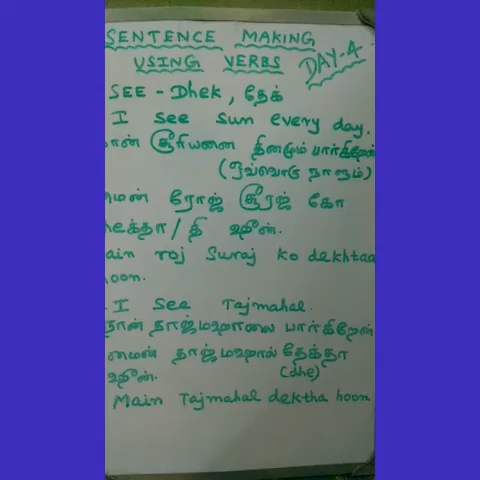 SENTENCE MAKING
USING VERBS DAY-4
SEE - Dhek, தேக்
I See Sun every day.
நான் சூரியனை தினமும் பார்கிறேன்
(ஒவ்வொரு நாளும்)
மைன் ரோஜ் சூரஜ் கோ
தேக்தா / தி ஹூன்.
ain roj Suraj ko dekhtaa
hoon.
I See Tajmahal.
நான் தாஜ்மஹாலை பார்கிறேன்
மைன் தாஜ்மஹால் தேக்தா
ஹூன். (dhe)
Main Tajmahal dektha hoon